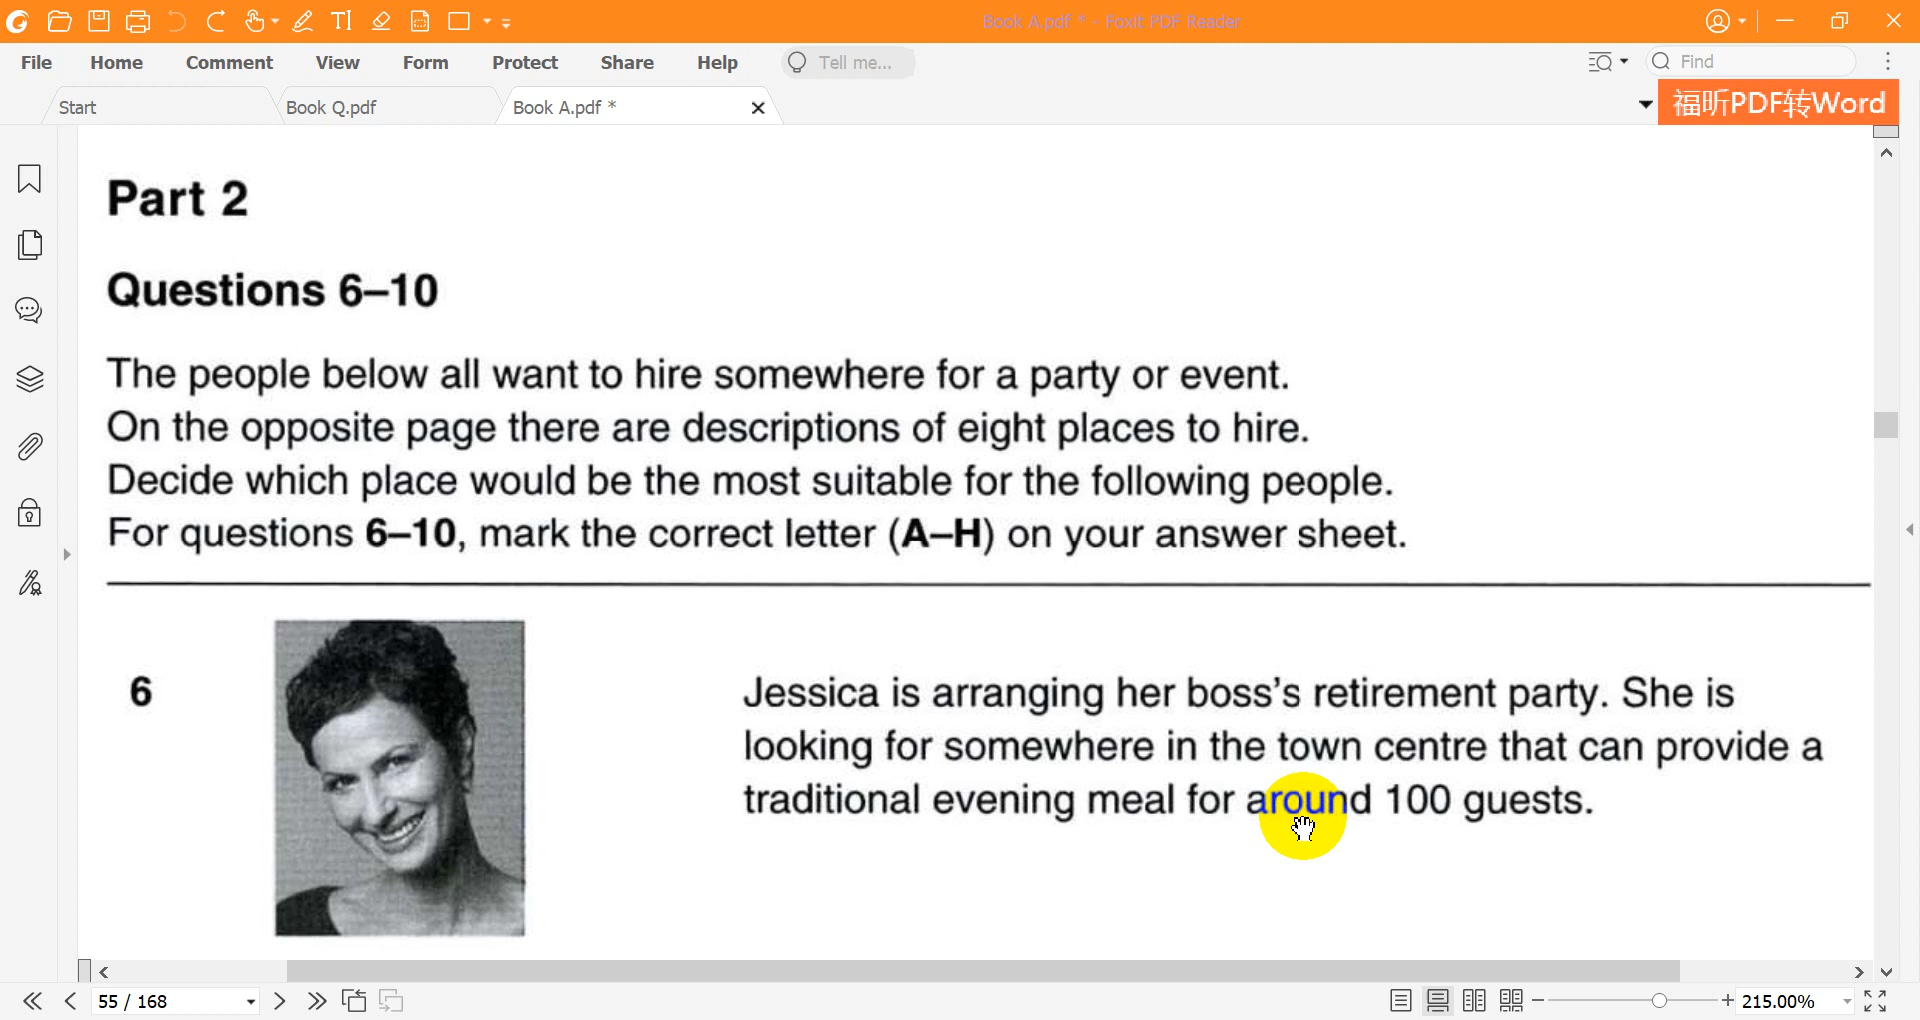 Book A.pdf * - Foxit PDF Reader
File Home Comment View Form Protect Share Help Tell me... Find
Start Book Q.pdf Book A.pdf * 福昕PDF转Word
Part 2
Questions 6–10
The people below all want to hire somewhere for a party or event.
On the opposite page there are descriptions of eight places to hire.
Decide which place would be the most suitable for the following people.
For questions 6–10, mark the correct letter (A–H) on your answer sheet.
6
Jessica is arranging her boss's retirement party. She is
looking for somewhere in the town centre that can provide a
traditional evening meal for around 100 guests.
55 / 168 215.00%